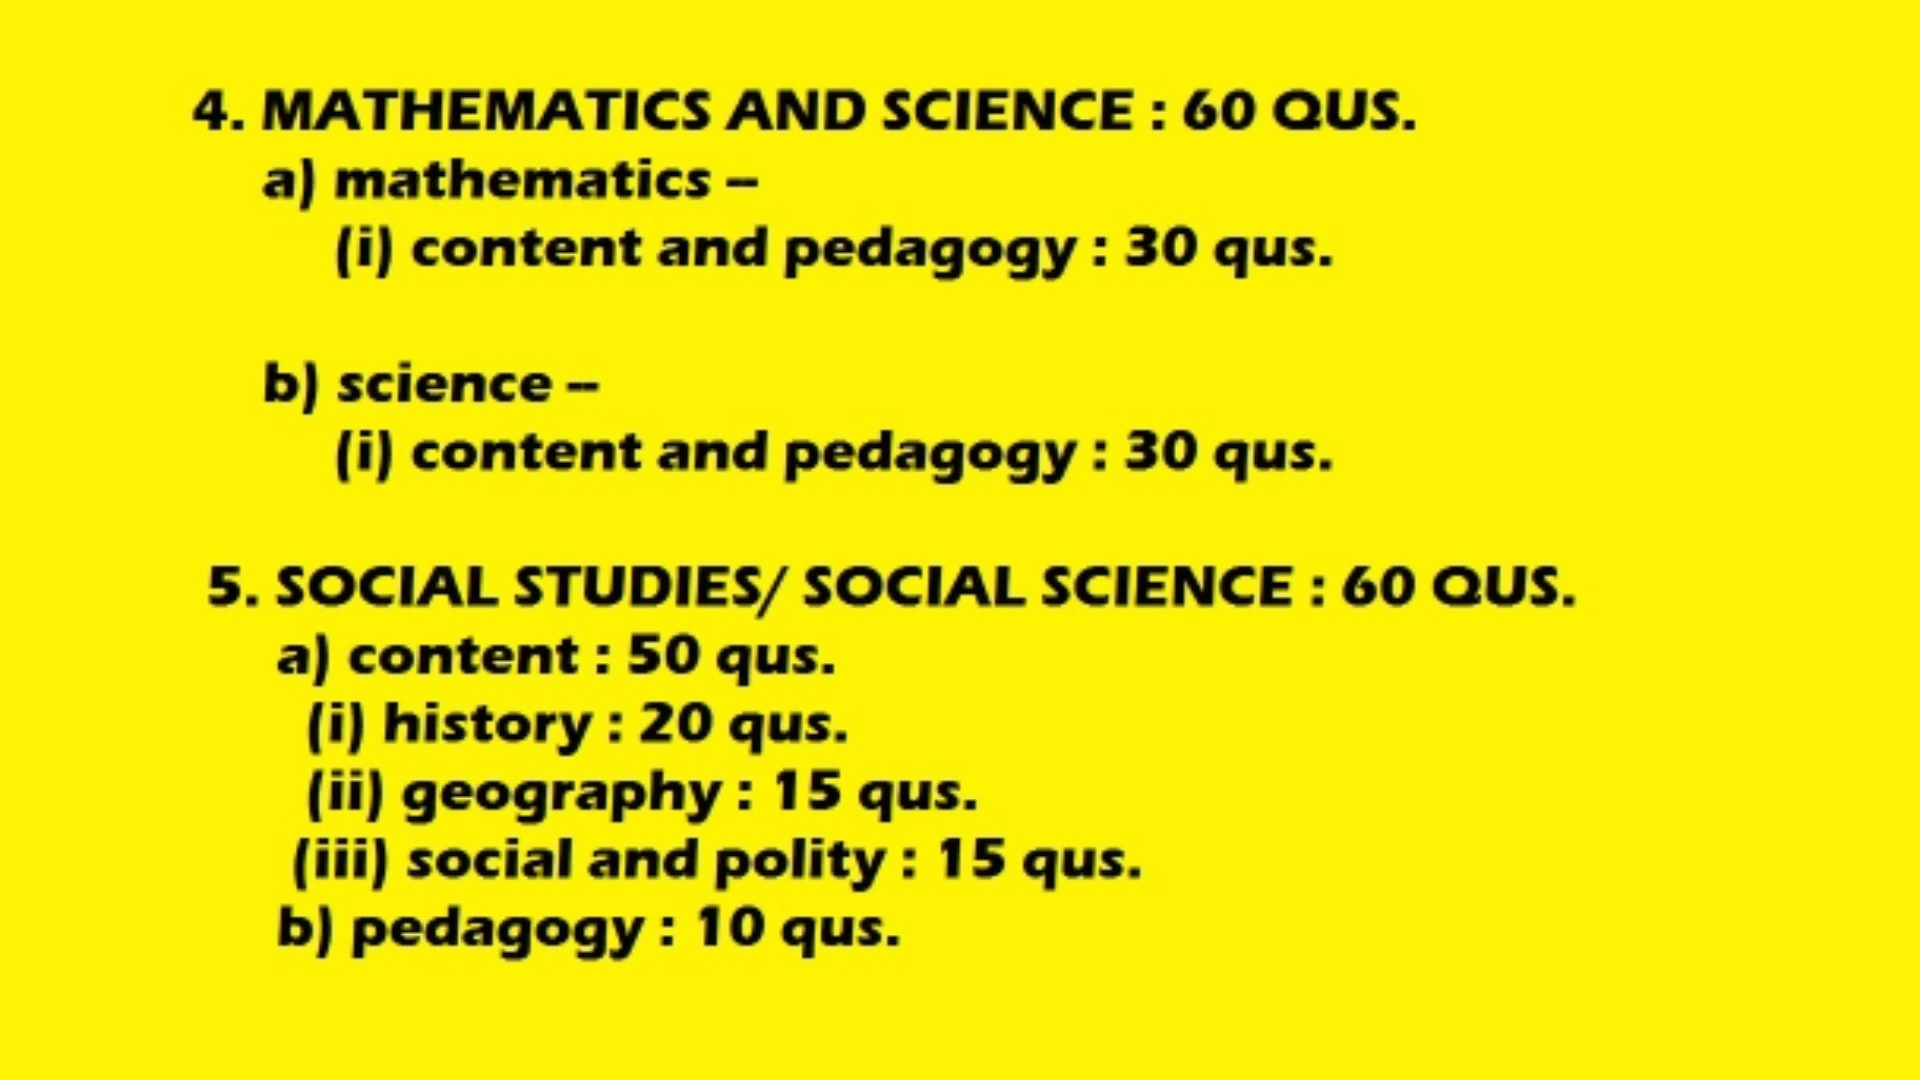 4. MATHEMATICS AND SCIENCE : 60 QUS.
a) mathematics --
(i) content and pedagogy : 30 qus.
b) science --
(i) content and pedagogy : 30 qus.
5. SOCIAL STUDIES/ SOCIAL SCIENCE : 60 QUS.
a) content : 50 qus.
(i) history : 20 qus.
(ii) geography : 15 qus.
(iii) social and polity : 15 qus.
b) pedagogy : 10 qus.